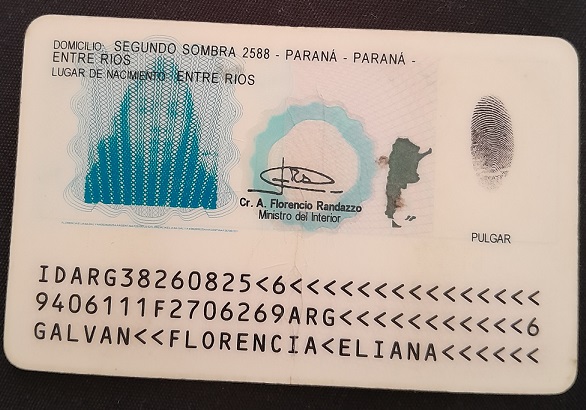 DOMICILIO: SEGUNDO SOMBRA 2588 - PARANÁ - PARANÁ -
ENTRE RIOS
LUGAR DE NACIMIENTO: ENTRE RIOS
Cr. A. Florencio Randazzo
Ministro del Interior
PULGAR
IDARG38260825<6<<<<<<<<<<<<<<<
9406111F2706269ARG<<<<<<<<<<<6
GALVAN<<FLORENCIA<ELIANA<<<<<<